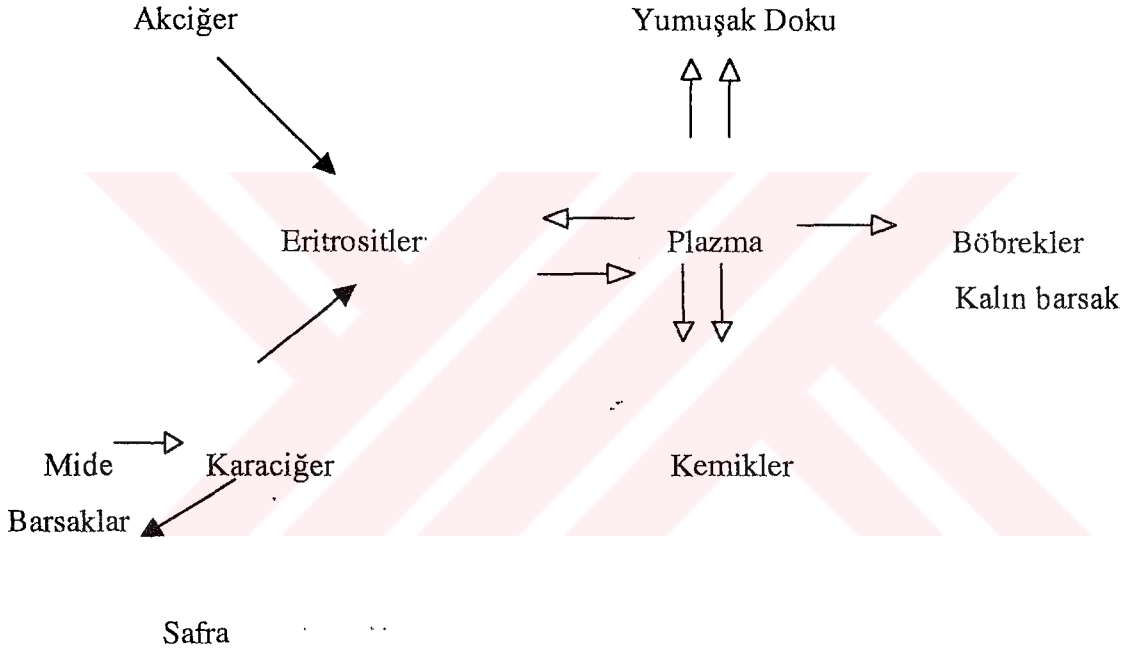 Akciğer
Yumuşak Doku
Eritrositler
Plazma
Böbrekler
Kalın barsak
Mide
Karaciğer
Kemikler
Barsaklar
Safra